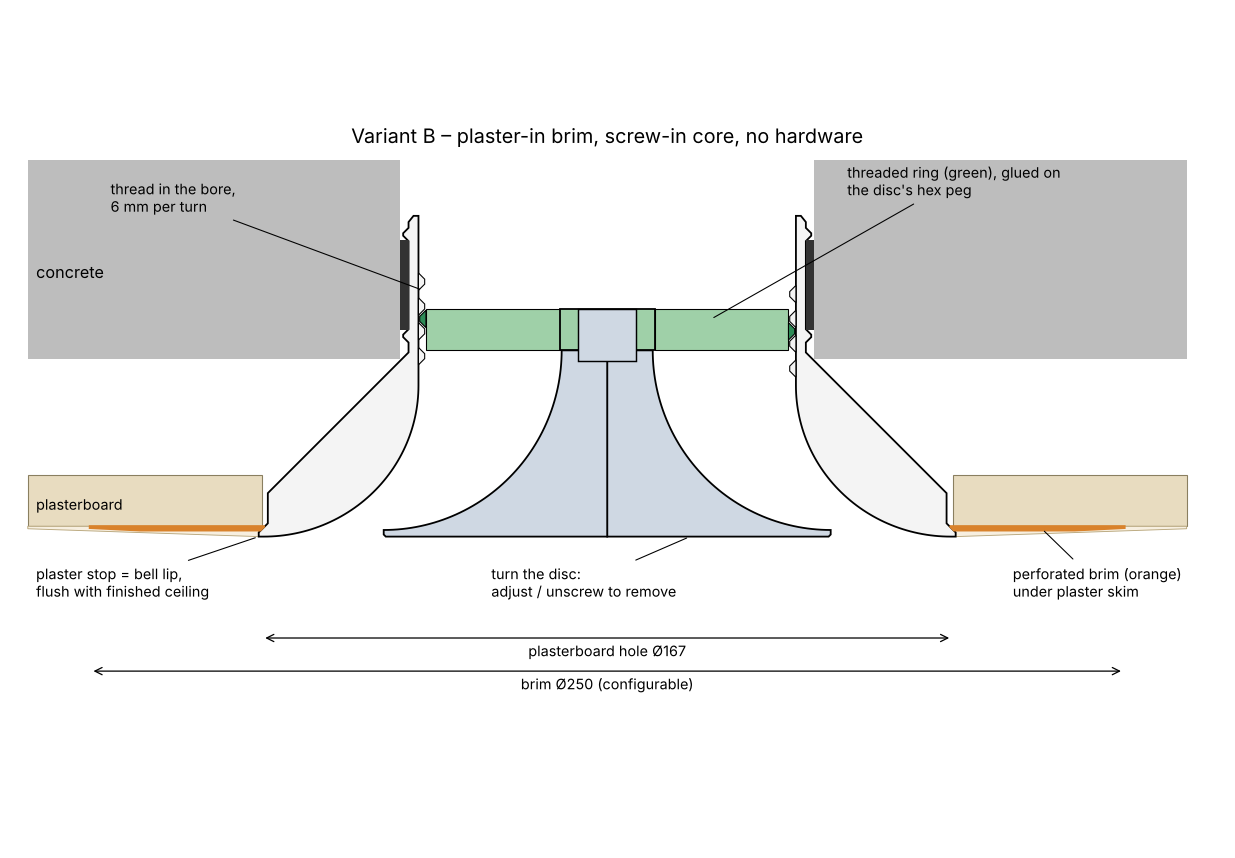 Variant B – plaster-in brim, screw-in core, no hardware
thread in the bore,
6 mm per turn
threaded ring (green), glued on
the disc's hex peg
concrete
plasterboard
plaster stop = bell lip,
flush with finished ceiling
turn the disc:
adjust / unscrew to remove
perforated brim (orange)
under plaster skim
plasterboard hole Ø167
brim Ø250 (configurable)